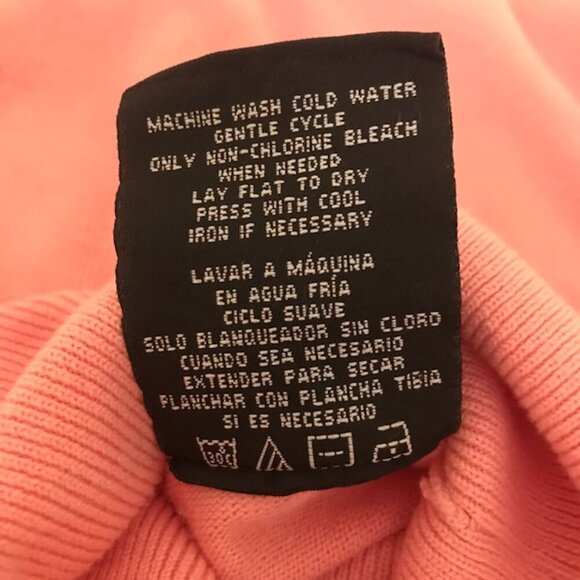 MACHINE WASH COLD WATER
GENTLE CYCLE
ONLY NON-CHLORINE BLEACH
WHEN NEEDED
LAY FLAT TO DRY
PRESS WITH COOL
IRON IF NECESSARY
LAVAR A MÁQUINA
EN AGUA FRÍA
CICLO SUAVE
SOLO BLANQUEADOR SIN CLORO
CUANDO SEA NECESARIO
EXTENDER PARA SECAR
PLANCHAR CON PLANCHA TIBIA
SI ES NECESARIO
30C